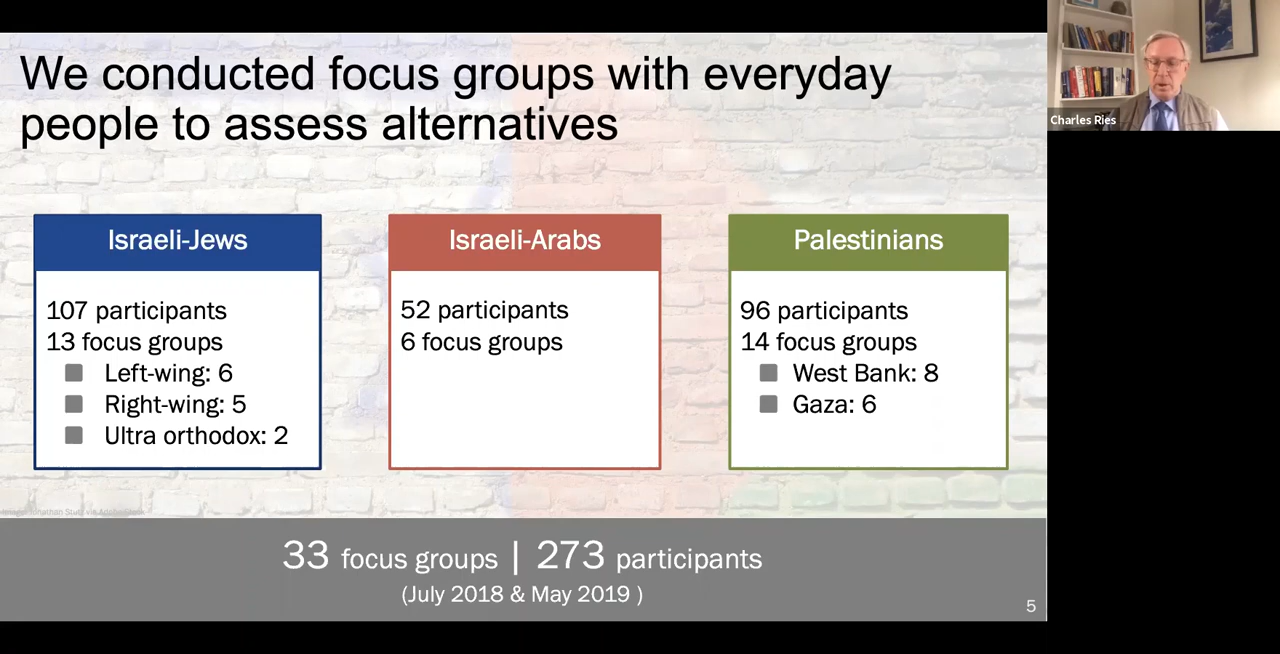 We conducted focus groups with everyday
people to assess alternatives
Charles Ries
Israeli-Jews
107 participants
13 focus groups
Left-wing: 6
Right-wing: 5
Ultra orthodox: 2
Israeli-Arabs
52 participants
6 focus groups
Palestinians
96 participants
14 focus groups
West Bank: 8
Gaza: 6
33 focus groups | 273 participants
(July 2018 & May 2019 )
5